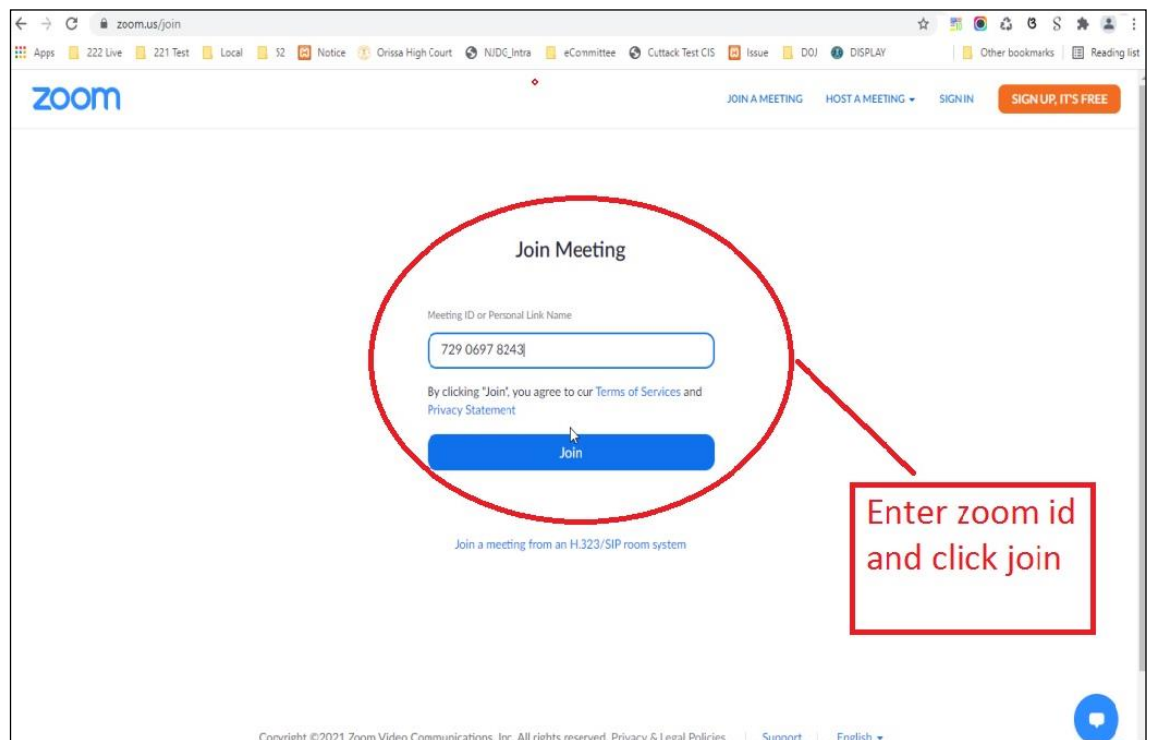 zoom.us/join
Apps 222 Live 221 Test Local 52 Notice Orissa High Court NJDG_Intra eCommittee Cuttack Test CIS Issue DOJ DISPLAY Other bookmarks Reading list
zoom JOIN A MEETING HOST A MEETING SIGN IN SIGN UP, IT'S FREE
Join Meeting
Meeting ID or Personal Link Name
729 0697 8243
By clicking "Join", you agree to our Terms of Services and
Privacy Statement
Join
Enter zoom id
and click join
Join a meeting from an H.323/SIP room system
Copyright ©2021 Zoom Video Communications, Inc. All rights reserved. Privacy & Legal Policies Support English